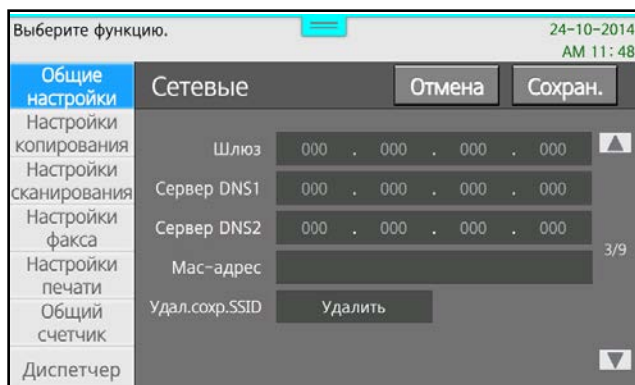 Выберите функцию.
24-10-2014
AM 11:48
Общие
настройки
Настройки
копирования
Настройки
сканирования
Настройки
факса
Настройки
печати
Общий
счетчик
Диспетчер
Сетевые
Отмена
Сохран.
Шлюз 000 . 000 . 000 . 000
Сервер DNS1 000 . 000 . 000 . 000
Сервер DNS2 000 . 000 . 000 . 000
Mac-адрес
Удал.сохр.SSID Удалить
3/9